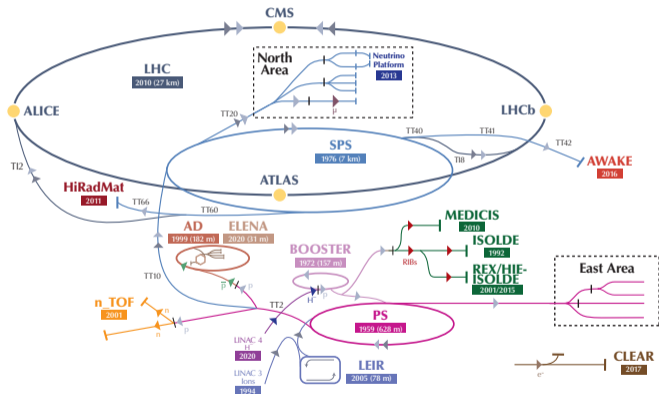 CMS
North
Area
Neutrino
Platform
2013
LHC
2010 (27 km)
TT20
μ
ALICE
LHCb
TT40
TT41
TT42
SPS
1976 (7 km)
TI2
TI8
AWAKE
2016
HiRadMat
2011
TT66
ATLAS
TT60
MEDICIS
2010
AD
1999 (182 m)
ELENA
2020 (31 m)
BOOSTER
1972 (157 m)
ISOLDE
1992
RIBs
REX/HIE-
ISOLDE
2001/2015
East Area
TT10
p
p
H⁻
p
n_TOF
2001
n
n
p
TT2
PS
1959 (628 m)
LINAC 4
H⁻
2020
LINAC 3
Ions
1994
LEIR
2005 (78 m)
CLEAR
2017
e⁻